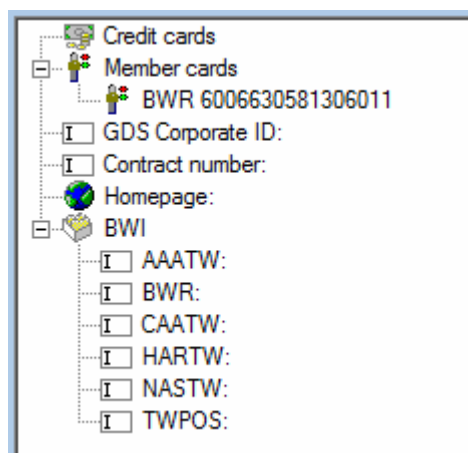 Credit cards
Member cards
BWR 6006630581306011
GDS Corporate ID:
Contract number:
Homepage:
BWI
AAATW:
BWR:
CAATW:
HARTW:
NASTW:
TWPOS: